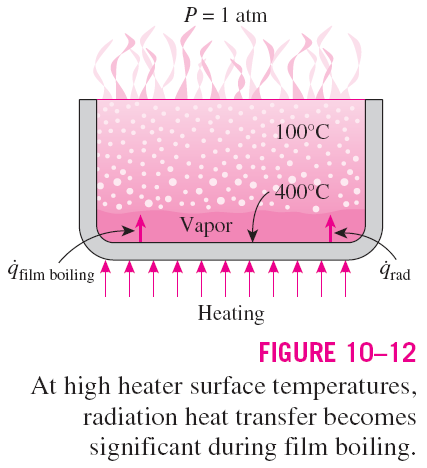 P = 1 atm
100°C
400°C
Vapor
q̇film boiling
q̇rad
Heating
FIGURE 10–12
At high heater surface temperatures,
radiation heat transfer becomes
significant during film boiling.